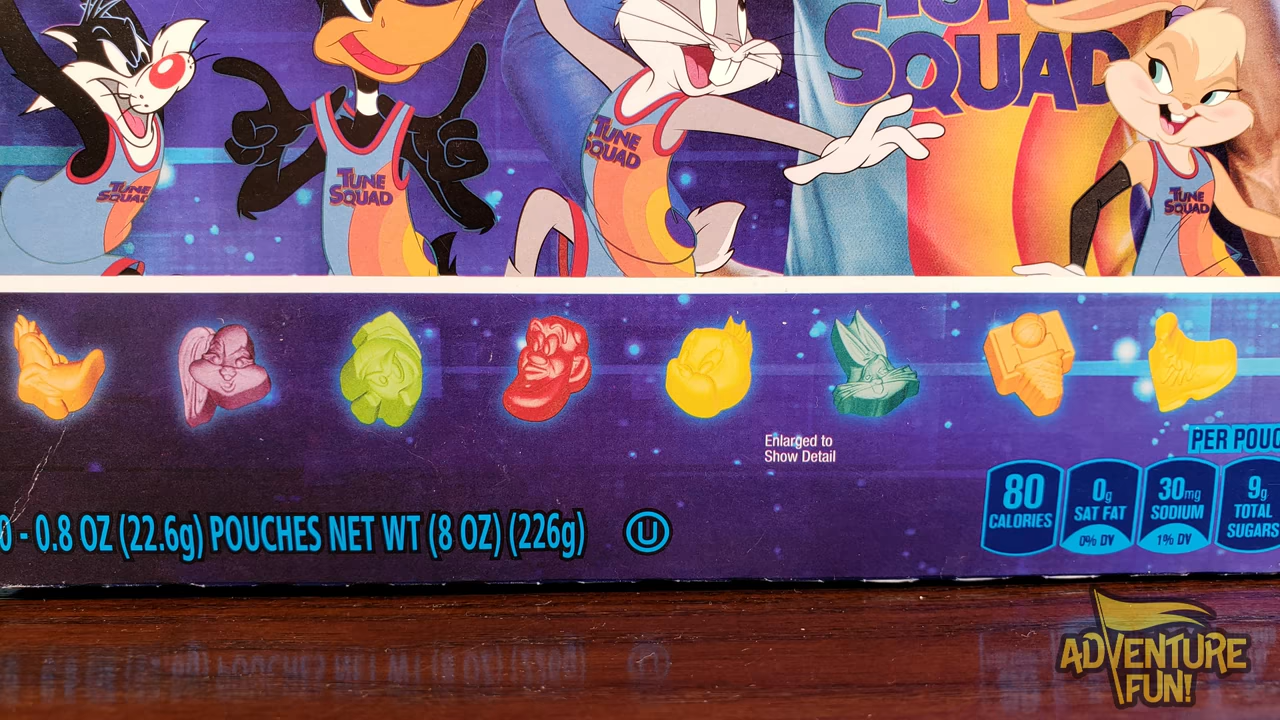 TUNE
SQUAD
TUNE
SQUAD
TUNE
SQUAD
TUNE
SQUAD
TUNE
SQUAD
Enlarged to
Show Detail
PER
0 - 0.8 OZ (22.6g) POUCHES NET WT (8 OZ) (226g)
U
80
CALORIES
0g
SAT FAT
0% DV
30mg
SODIUM
1% DV
9g
TOTAL
SUGARS
ADVENTURE
FUN!